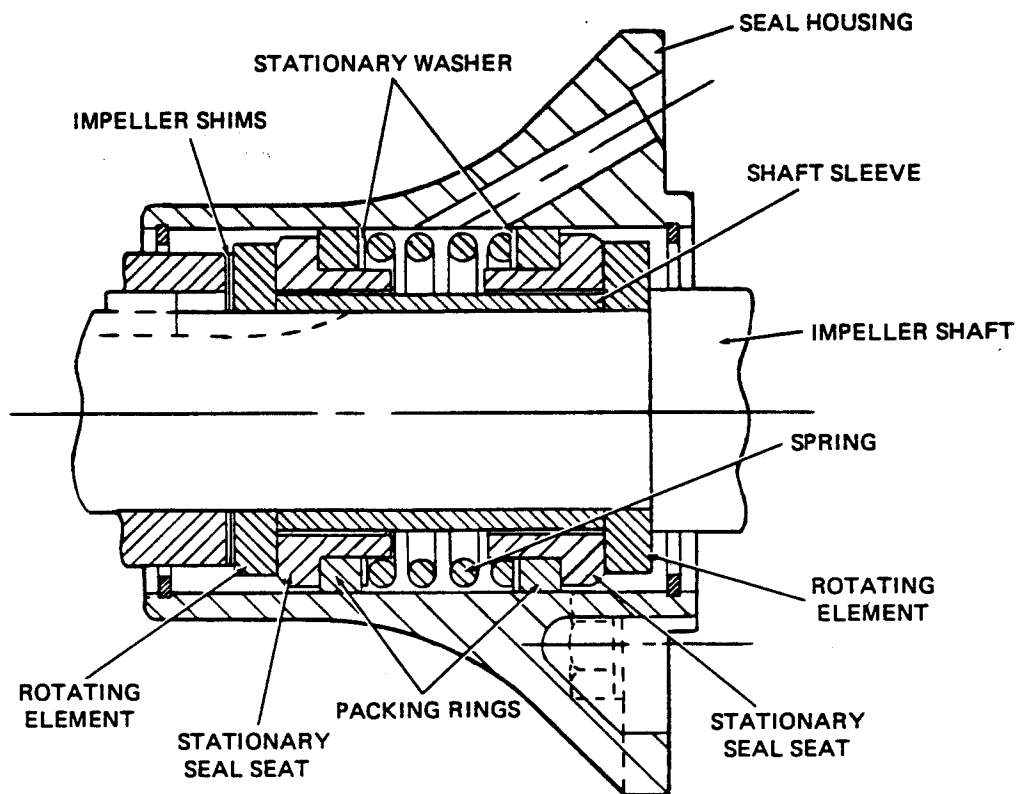 SEAL HOUSING
STATIONARY WASHER
IMPELLER SHIMS
SHAFT SLEEVE
IMPELLER SHAFT
SPRING
ROTATING
ELEMENT
ROTATING
ELEMENT
PACKING RINGS
STATIONARY
SEAL SEAT
STATIONARY
SEAL SEAT